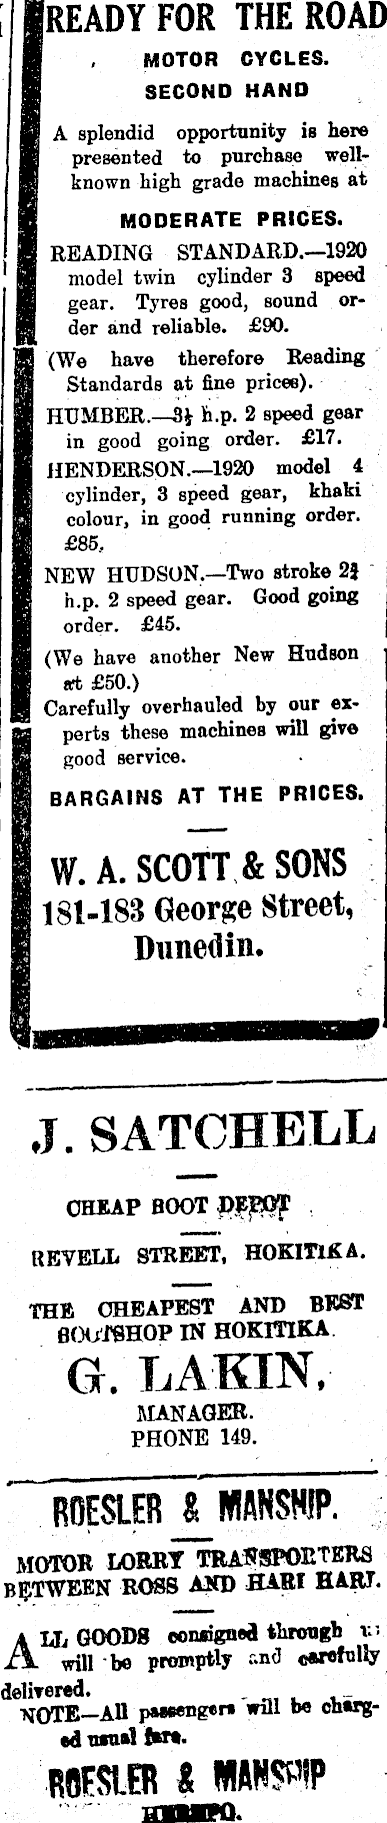 READY FOR THE ROAD
MOTOR CYCLES.
SECOND HAND
A splendid opportunity is here
presented to purchase well-
known high grade machines at
MODERATE PRICES.
READING STANDARD.—1920
model twin cylinder 3 speed
gear. Tyres good, sound or-
der and reliable. £90.
(We have therefore Reading
Standards at fine prices).
HUMBER.—3½ h.p. 2 speed gear
in good going order. £17.
HENDERSON.—1920 model 4
cylinder, 3 speed gear, khaki
colour, in good running order.
£85.
NEW HUDSON.—Two stroke 2¾
h.p. 2 speed gear. Good going
order. £45.
(We have another New Hudson
at £50.)
Carefully overhauled by our ex-
perts these machines will give
good service.
BARGAINS AT THE PRICES.
W. A. SCOTT & SONS
181-183 George Street,
Dunedin.
J. SATCHELL
CHEAP BOOT DEPOT
REVELL STREET, HOKITIKA.
THE CHEAPEST AND BEST
BOOTSHOP IN HOKITIKA.
G. LAKIN,
MANAGER.
PHONE 149.
ROESLER & MANSHIP.
MOTOR LORRY TRANSPORTERS
BETWEEN ROSS AND HARI HARI.
ALL GOODS consigned through us
will be promptly and carefully
delivered.
NOTE—All passengers will be charg-
ed usual fare.
ROESLER & MANSHIP